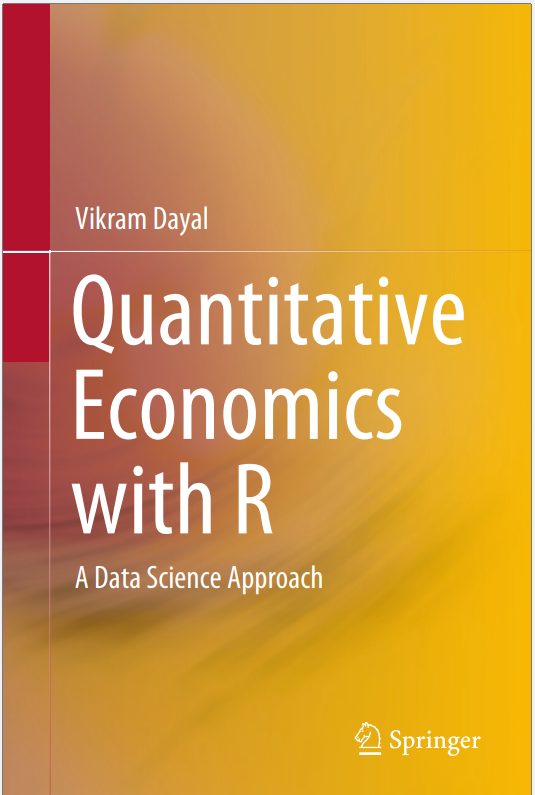 Vikram Dayal
Quantitative
Economics
with R
A Data Science Approach
Springer